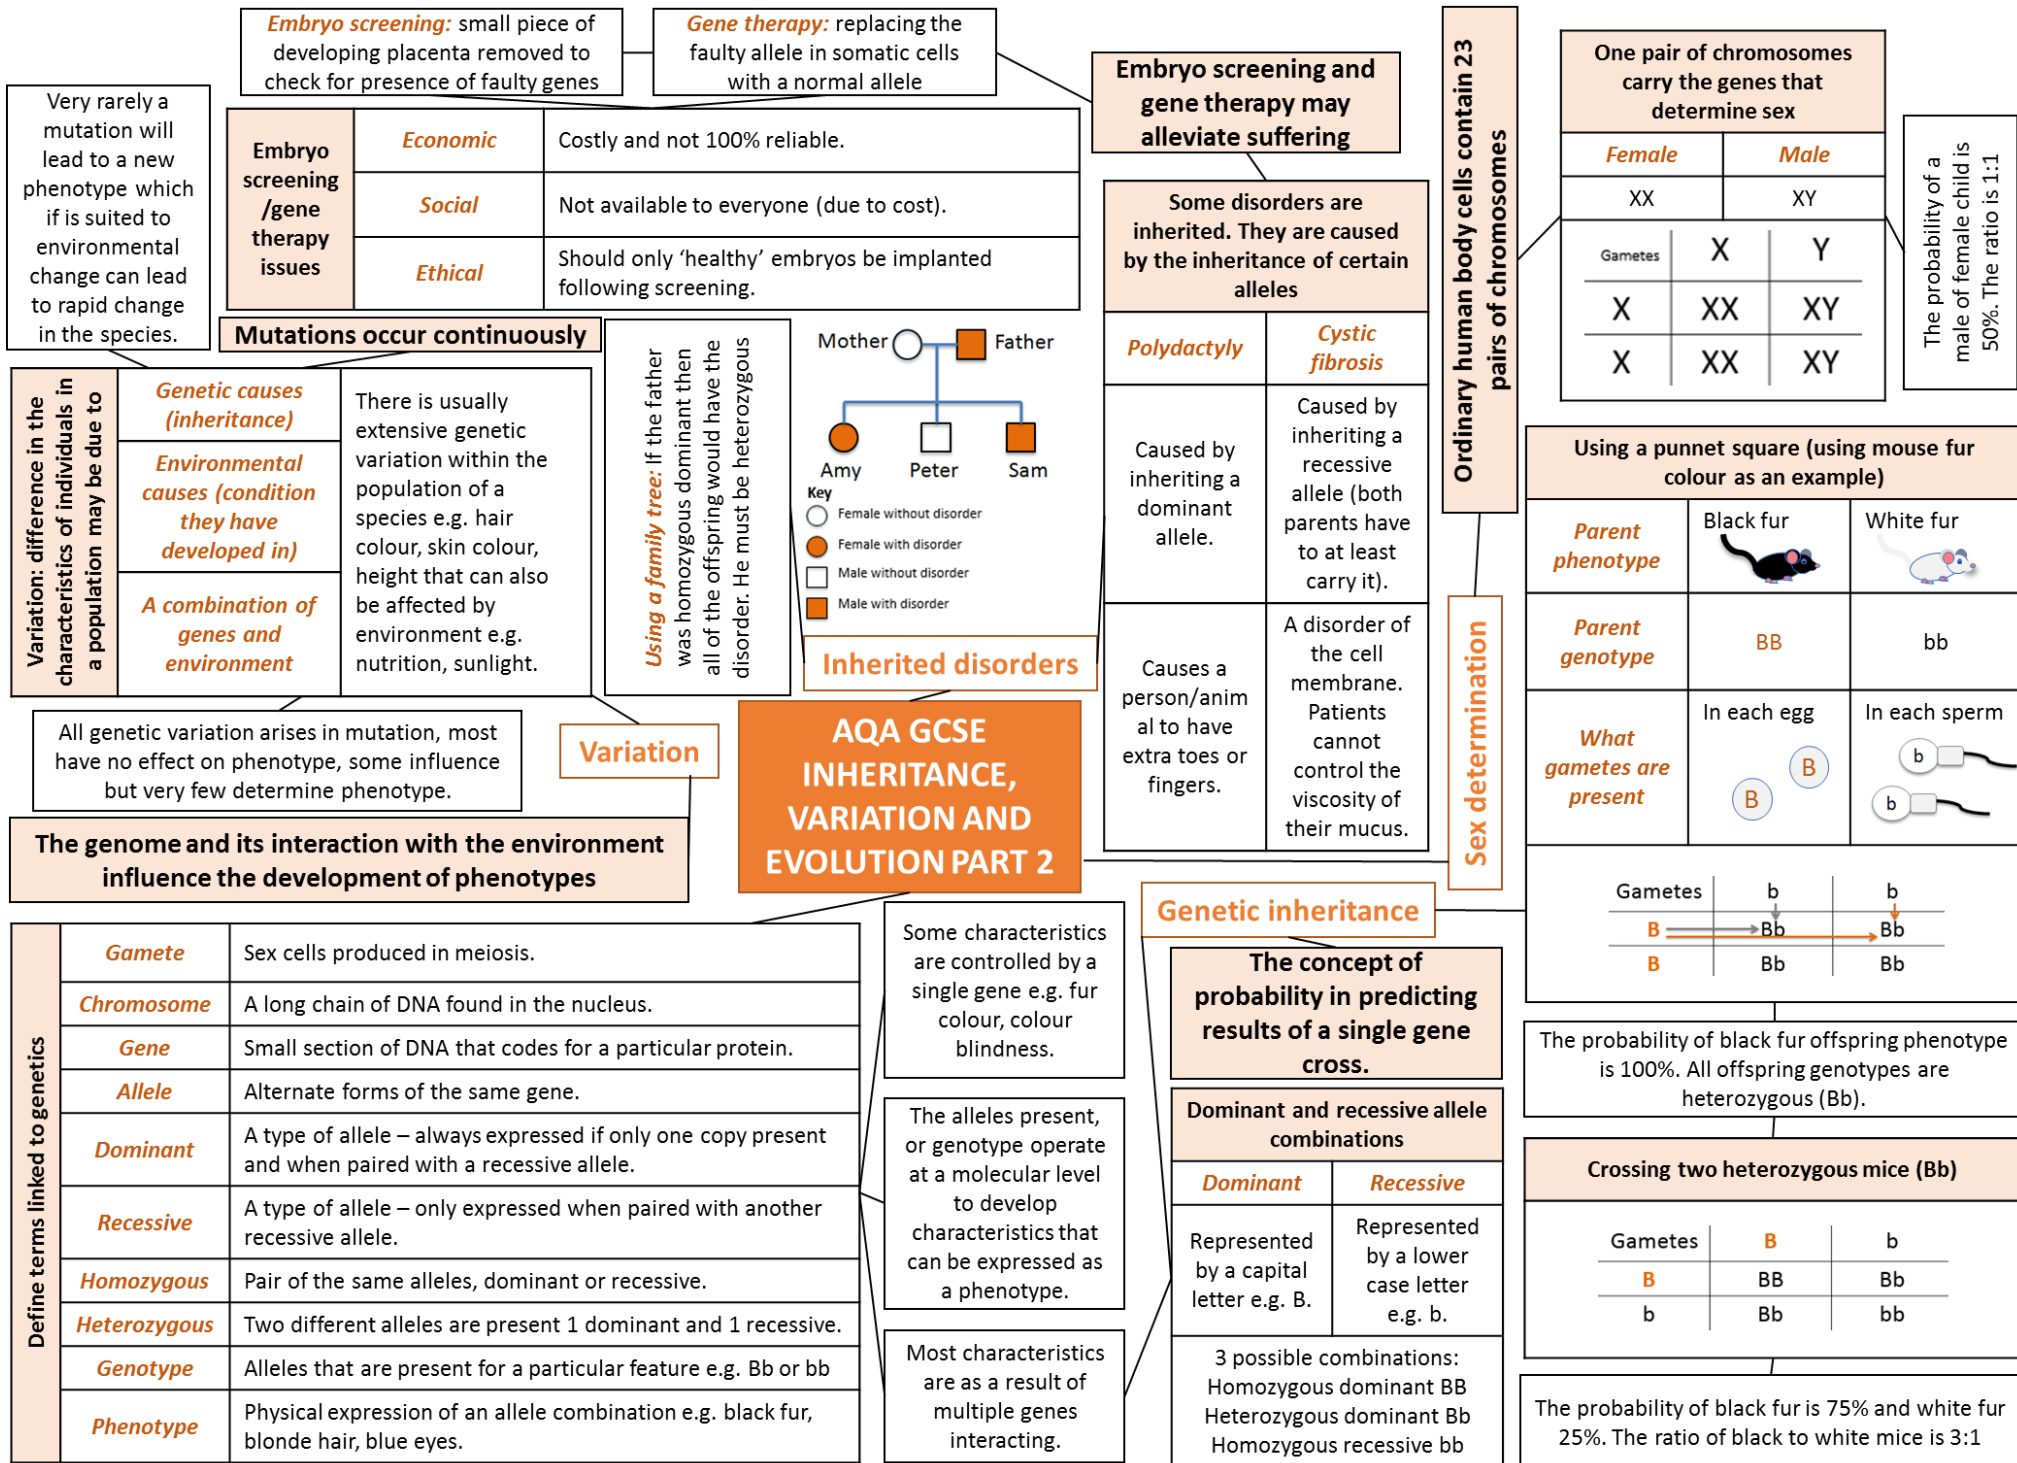 Embryo screening: small piece of
developing placenta removed to
check for presence of faulty genes
Gene therapy: replacing the
faulty allele in somatic cells
with a normal allele
Embryo screening and
gene therapy may
alleviate suffering
Very rarely a
mutation will
lead to a new
phenotype which
if is suited to
environmental
change can lead
to rapid change
in the species.
Embryo
screening
/gene
therapy
issues
Economic
Costly and not 100% reliable.
Social
Not available to everyone (due to cost).
Ethical
Should only ‘healthy’ embryos be implanted
following screening.
Mutations occur continuously
Variation: difference in the
characteristics of individuals in
a population may be due to
Genetic causes
(inheritance)
Environmental
causes (condition
they have
developed in)
A combination of
genes and
environment
There is usually
extensive genetic
variation within the
population of a
species e.g. hair
colour, skin colour,
height that can also
be affected by
environment e.g.
nutrition, sunlight.
All genetic variation arises in mutation, most
have no effect on phenotype, some influence
but very few determine phenotype.
Variation
The genome and its interaction with the environment
influence the development of phenotypes
Using a family tree: If the father
was homozygous dominant then
all of the offspring would have the
disorder. He must be heterozygous
Mother
Father
Amy
Peter
Sam
Key
Female without disorder
Female with disorder
Male without disorder
Male with disorder
Inherited disorders
Some disorders are
inherited. They are caused
by the inheritance of certain
alleles
Polydactyly
Cystic
fibrosis
Caused by
inheriting a
dominant
allele.
Caused by
inheriting a
recessive
allele (both
parents have
to at least
carry it).
Causes a
person/anim
al to have
extra toes or
fingers.
A disorder of
the cell
membrane.
Patients
cannot
control the
viscosity of
their mucus.
AQA GCSE
INHERITANCE,
VARIATION AND
EVOLUTION PART 2
Ordinary human body cells contain 23
pairs of chromosomes
Sex determination
One pair of chromosomes
carry the genes that
determine sex
Female
Male
XX
XY
Gametes X Y
X XX XY
X XX XY
The probability of a
male of female child is
50%. The ratio is 1:1
Using a punnet square (using mouse fur
colour as an example)
Parent
phenotype
Black fur
White fur
Parent
genotype
BB
bb
What
gametes are
present
In each egg
B
B
In each sperm
b
b
Gametes b b
B Bb Bb
B Bb Bb
The probability of black fur offspring phenotype
is 100%. All offspring genotypes are
heterozygous (Bb).
Crossing two heterozygous mice (Bb)
Gametes B b
B BB Bb
b Bb bb
The probability of black fur is 75% and white fur
25%. The ratio of black to white mice is 3:1
Genetic inheritance
The concept of
probability in predicting
results of a single gene
cross.
Dominant and recessive allele
combinations
Dominant
Recessive
Represented
by a capital
letter e.g. B.
Represented
by a lower
case letter
e.g. b.
3 possible combinations:
Homozygous dominant BB
Heterozygous dominant Bb
Homozygous recessive bb
Define terms linked to genetics
Gamete
Sex cells produced in meiosis.
Chromosome
A long chain of DNA found in the nucleus.
Gene
Small section of DNA that codes for a particular protein.
Allele
Alternate forms of the same gene.
Dominant
A type of allele – always expressed if only one copy present
and when paired with a recessive allele.
Recessive
A type of allele – only expressed when paired with another
recessive allele.
Homozygous
Pair of the same alleles, dominant or recessive.
Heterozygous
Two different alleles are present 1 dominant and 1 recessive.
Genotype
Alleles that are present for a particular feature e.g. Bb or bb
Phenotype
Physical expression of an allele combination e.g. black fur,
blonde hair, blue eyes.
Some characteristics
are controlled by a
single gene e.g. fur
colour, colour
blindness.
The alleles present,
or genotype operate
at a molecular level
to develop
characteristics that
can be expressed as
a phenotype.
Most characteristics
are as a result of
multiple genes
interacting.